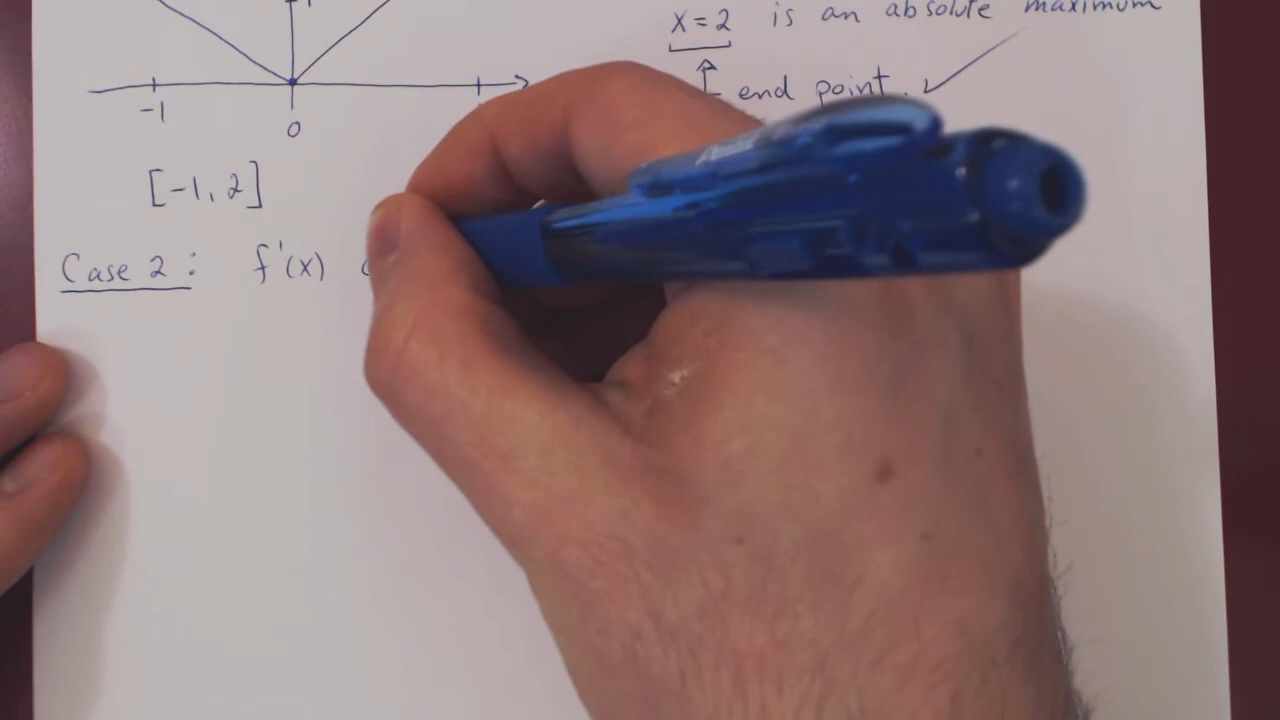 x = 2 is an absolute maximum
end point.
-1
0
[-1, 2]
Case 2: f'(x)